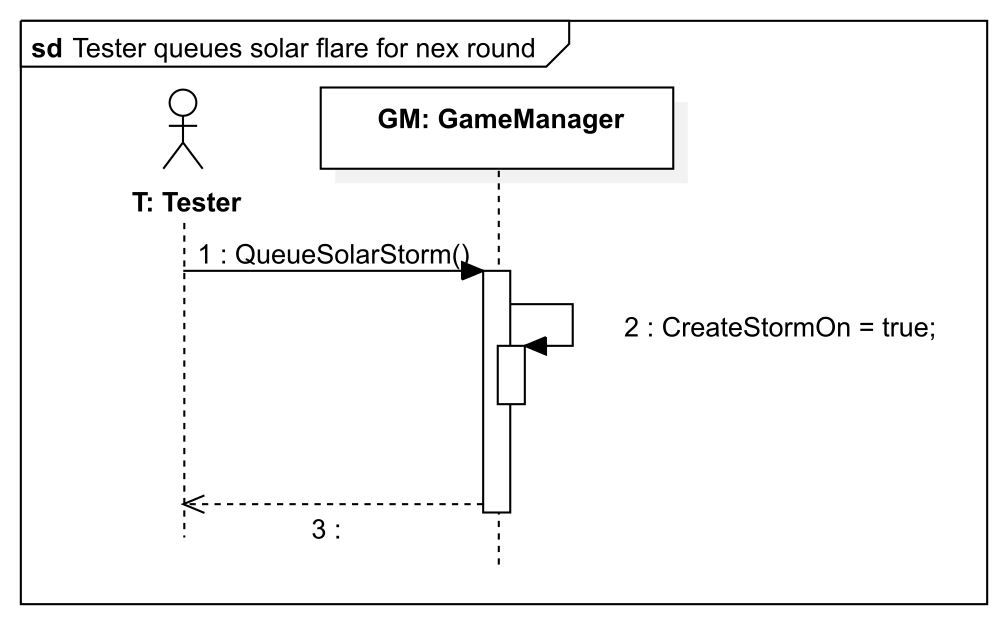 sd Tester queues solar flare for nex round
GM: GameManager
T: Tester
1 : QueueSolarStorm()
2 : CreateStormOn = true;
3 :